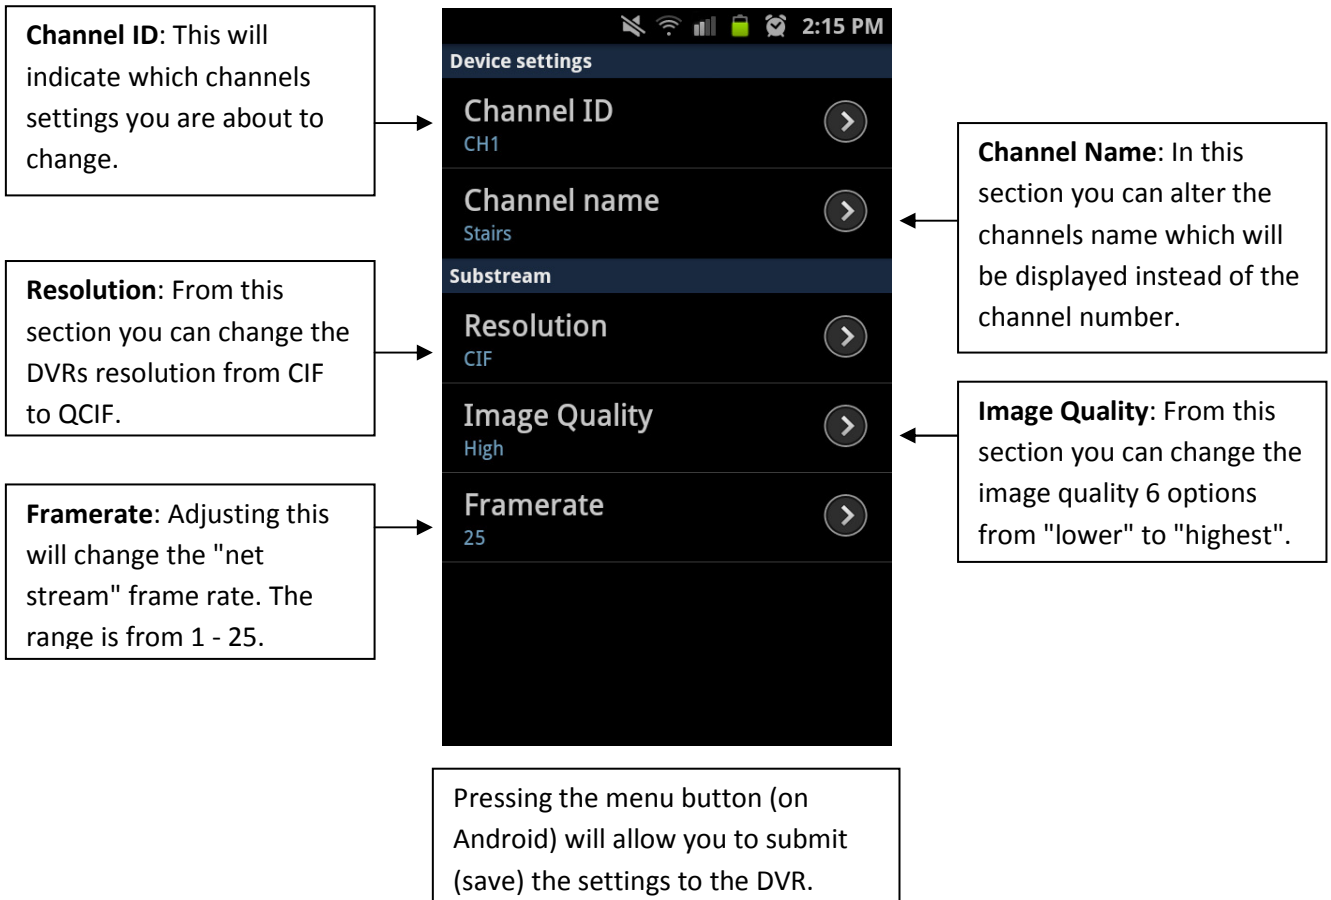 Channel ID: This will
indicate which channels
settings you are about to
change.
Resolution: From this
section you can change the
DVRs resolution from CIF
to QCIF.
Framerate: Adjusting this
will change the "net
stream" frame rate. The
range is from 1 - 25.
2:15 PM
Device settings
Channel ID
CH1
Channel name
Stairs
Substream
Resolution
CIF
Image Quality
High
Framerate
25
Channel Name: In this
section you can alter the
channels name which will
be displayed instead of the
channel number.
Image Quality: From this
section you can change the
image quality 6 options
from "lower" to "highest".
Pressing the menu button (on
Android) will allow you to submit
(save) the settings to the DVR.